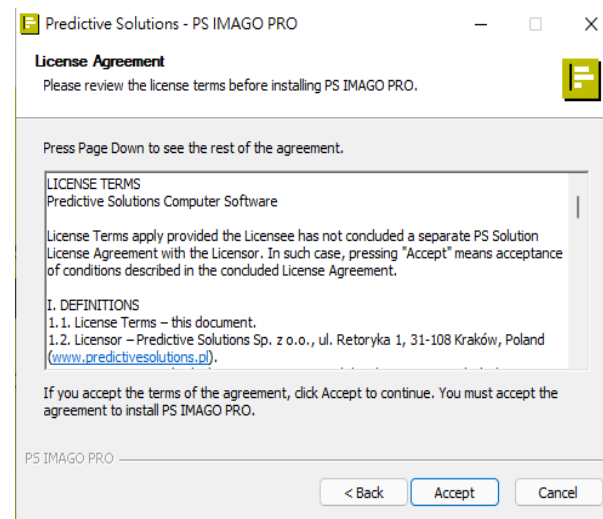 Predictive Solutions - PS IMAGO PRO
License Agreement
Please review the license terms before installing PS IMAGO PRO.
Press Page Down to see the rest of the agreement.
LICENSE TERMS
Predictive Solutions Computer Software
License Terms apply provided the Licensee has not concluded a separate PS Solution
License Agreement with the Licensor. In such case, pressing "Accept" means acceptance
of conditions described in the concluded License Agreement.
I. DEFINITIONS
1.1. License Terms – this document.
1.2. Licensor – Predictive Solutions Sp. z o.o., ul. Retoryka 1, 31-108 Kraków, Poland
(www.predictivesolutions.pl).
If you accept the terms of the agreement, click Accept to continue. You must accept the
agreement to install PS IMAGO PRO.
PS IMAGO PRO
< Back Accept Cancel